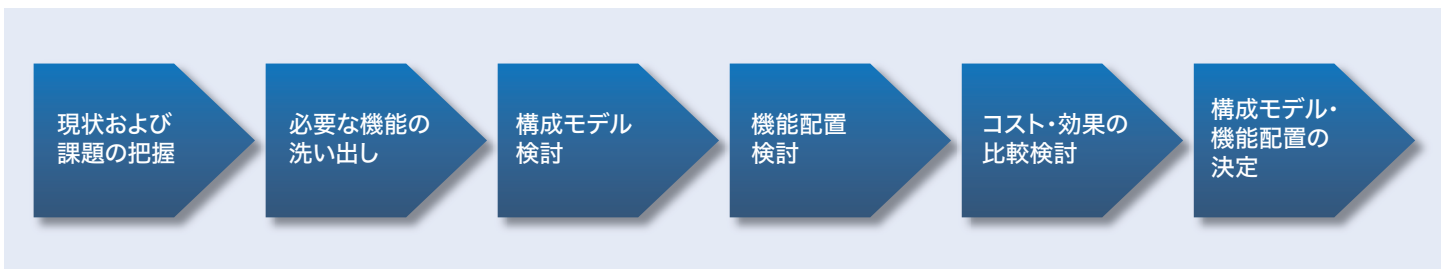 現状および
課題の把握
必要な機能の
洗い出し
構成モデル
検討
機能配置
検討
コスト・効果の
比較検討
構成モデル・
機能配置の
決定